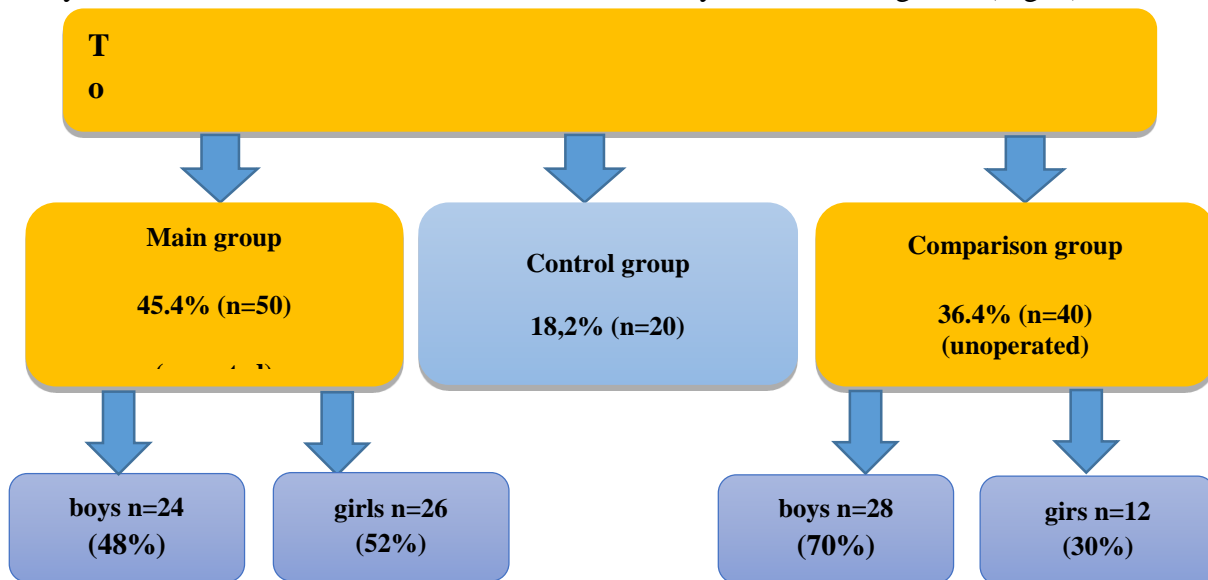 T
o
Main group
45.4% (n=50)
Control group
18,2% (n=20)
Comparison group
36.4% (n=40)
(unoperated)
boys n=24
(48%)
girls n=26
(52%)
boys n=28
(70%)
girs n=12
(30%)